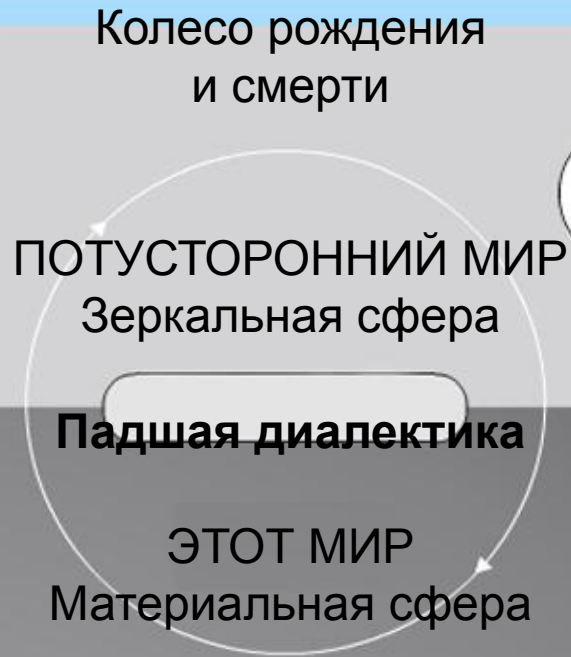 Колесо рождения
и смерти
ПОТУСТОРОННИЙ МИР
Зеркальная сфера
Падшая диалектика
ЭТОТ МИР
Материальная сфера